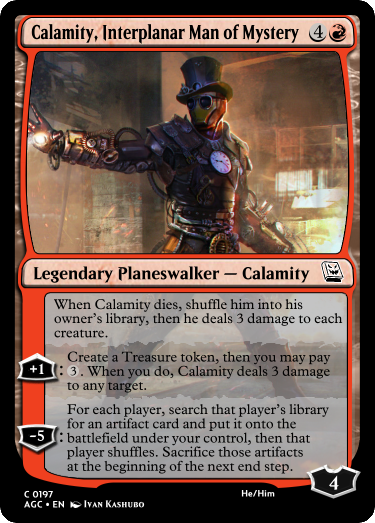 Calamity, Interplanar Man of Mystery 4
Legendary Planeswalker — Calamity
When Calamity dies, shuffle him into his
owner's library, then he deals 3 damage to each
creature.
+1 : Create a Treasure token, then you may pay
3 . When you do, Calamity deals 3 damage
to any target.
-5 : For each player, search that player's library
for an artifact card and put it onto the
battlefield under your control, then that
player shuffles. Sacrifice those artifacts
at the beginning of the next end step.
4
C 0197
He/Him
AGC • EN Ivan Kashubo